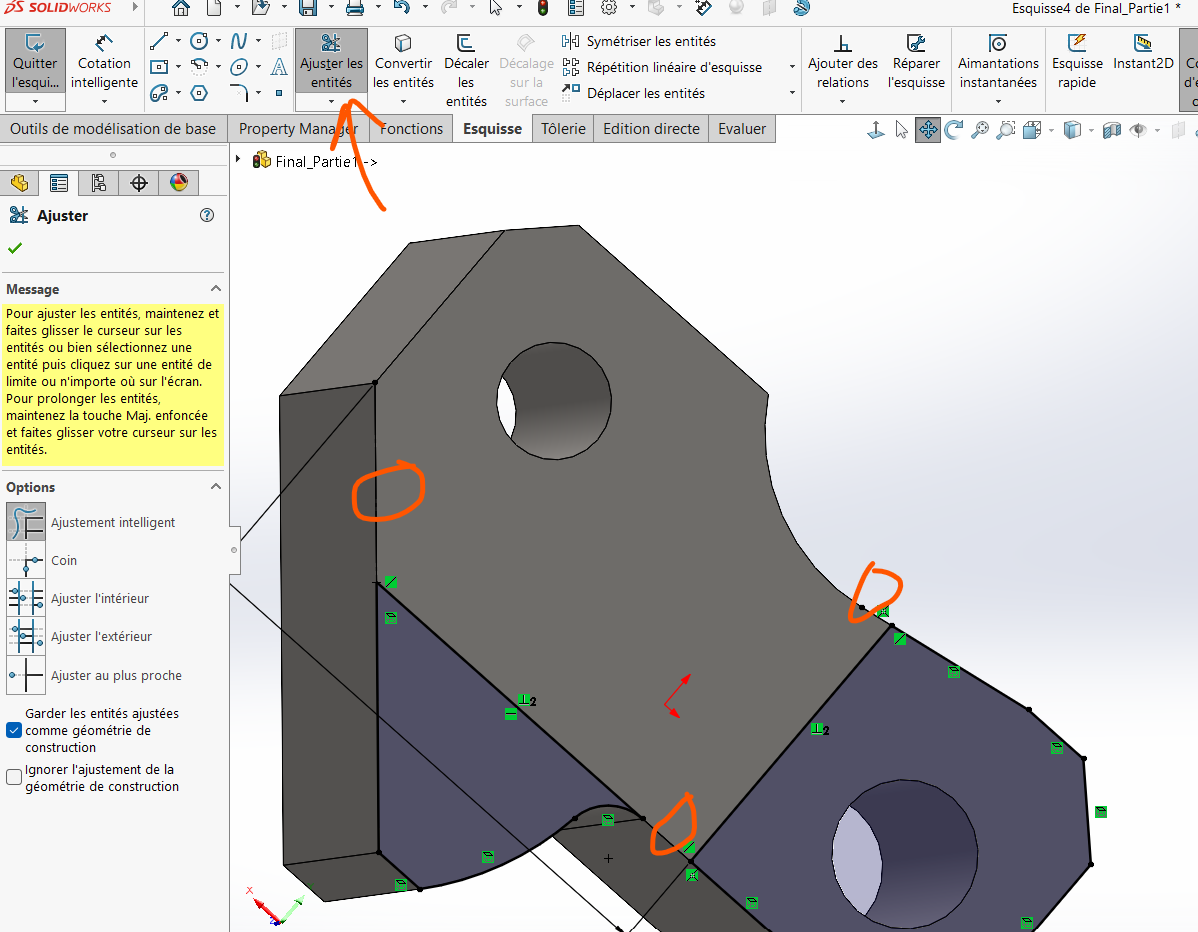 SOLIDWORKS
Esquisse4 de Final_Partie1 *
Quitter
l'esqui...
Cotation
intelligente
Ajuster les
entités
Convertir
les entités
Décaler
les
entités
Décalage
sur la
surface
Symétriser les entités
Répétition linéaire d'esquisse
Déplacer les entités
Ajouter des
relations
Réparer
l'esquisse
Aimantations
instantanées
Esquisse
rapide
Instant2D
Outils de modélisation de base
Property Manager
Fonctions
Esquisse
Tôlerie
Edition directe
Evaluer
Final_Partie1 ->
Ajuster
Message
Pour ajuster les entités, maintenez et
faites glisser le curseur sur les
entités ou bien sélectionnez une
entité puis cliquez sur une entité de
limite ou n'importe où sur l'écran.
Pour prolonger les entités,
maintenez la touche Maj. enfoncée
et faites glisser votre curseur sur les
entités.
Options
Ajustement intelligent
Coin
Ajuster l'intérieur
Ajuster l'extérieur
Ajuster au plus proche
Garder les entités ajustées
comme géométrie de
construction
Ignorer l'ajustement de la
géométrie de construction
2
2
X